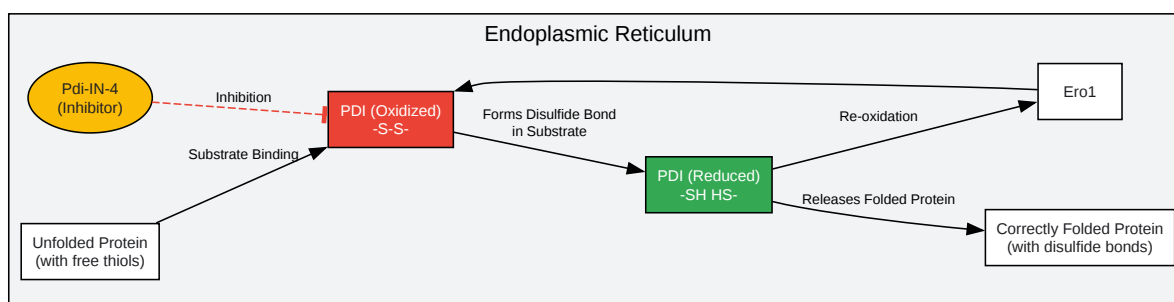 Endoplasmic Reticulum
Pdi-IN-4
(Inhibitor)
Inhibition
PDI (Oxidized)
-S-S-
Forms Disulfide Bond
in Substrate
Ero1
Re-oxidation
Substrate Binding
PDI (Reduced)
-SH HS-
Releases Folded Protein
Unfolded Protein
(with free thiols)
Correctly Folded Protein
(with disulfide bonds)